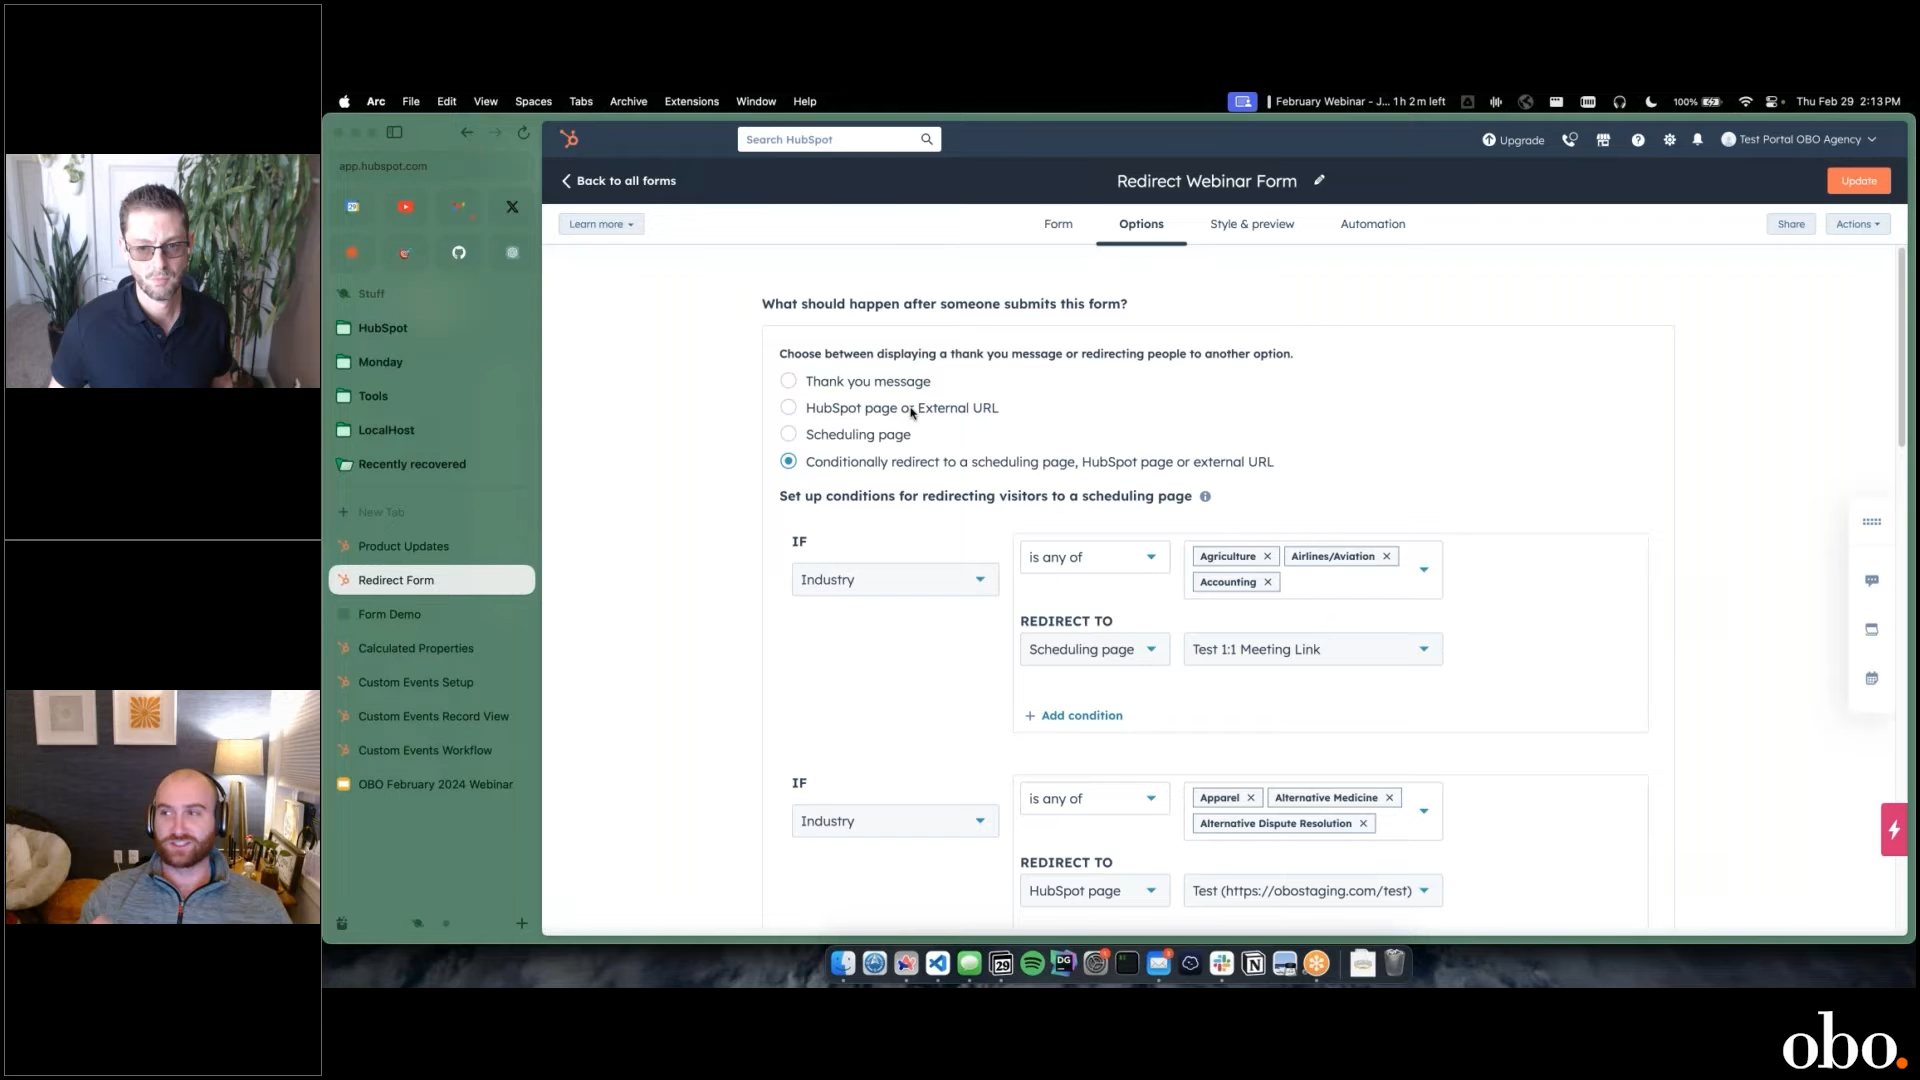 Arc File Edit View Spaces Tabs Archive Extensions Window Help
February Webinar - J... 1h 2m left
100%
Thu Feb 29 2:13 PM
app.hubspot.com
Search HubSpot
Upgrade
Test Portal OBO Agency
Back to all forms
Redirect Webinar Form
Update
Learn more
Form
Options
Style & preview
Automation
Share
Actions
Stuff
HubSpot
Monday
Tools
LocalHost
Recently recovered
New Tab
Product Updates
Redirect Form
Form Demo
Calculated Properties
Custom Events Setup
Custom Events Record View
Custom Events Workflow
OBO February 2024 Webinar
What should happen after someone submits this form?
Choose between displaying a thank you message or redirecting people to another option.
Thank you message
HubSpot page or External URL
Scheduling page
Conditionally redirect to a scheduling page, HubSpot page or external URL
Set up conditions for redirecting visitors to a scheduling page
IF
Industry
is any of
Agriculture
Airlines/Aviation
Accounting
REDIRECT TO
Scheduling page
Test 1:1 Meeting Link
+ Add condition
IF
Industry
is any of
Apparel
Alternative Medicine
Alternative Dispute Resolution
REDIRECT TO
HubSpot page
Test (https://obostaging.com/test)
29
DG
obo.